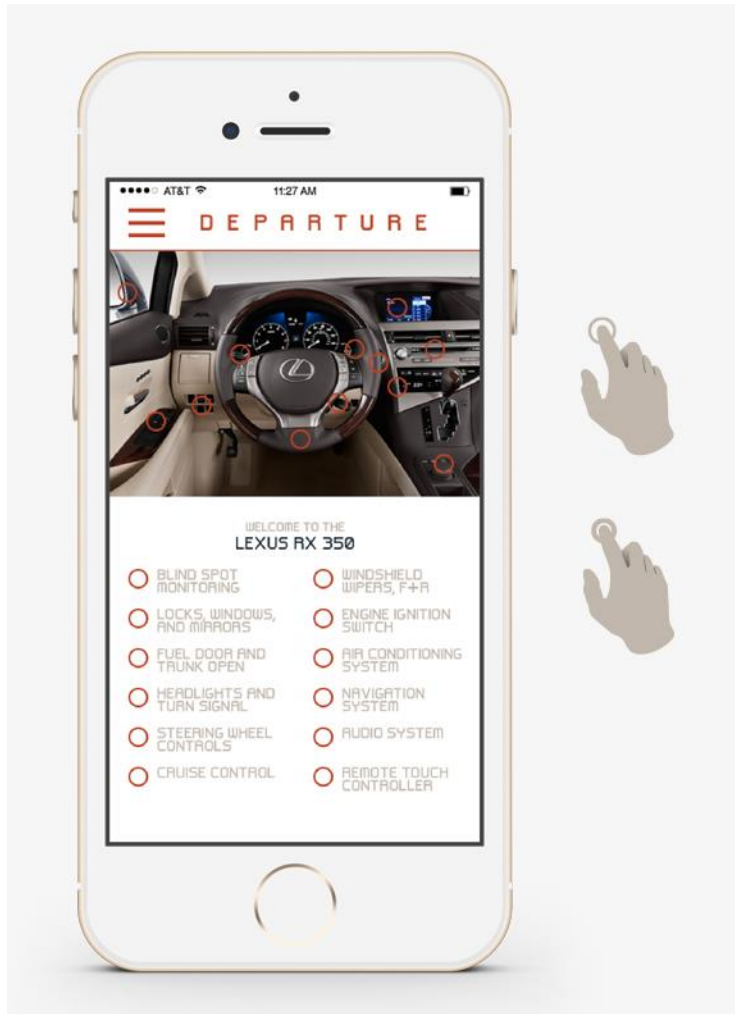 AT&T
11:27 AM
DEPARTURE
WELCOME TO THE
LEXUS RX 350
BLIND SPOT
MONITORING
LOCKS, WINDOWS,
AND MIRRORS
FUEL DOOR AND
TRUNK OPEN
HEADLIGHTS AND
TURN SIGNAL
STEERING WHEEL
CONTROLS
CRUISE CONTROL
WINDSHIELD
WIPERS, F+R
ENGINE IGNITION
SWITCH
AIR CONDITIONING
SYSTEM
NAVIGATION
SYSTEM
AUDIO SYSTEM
REMOTE TOUCH
CONTROLLER